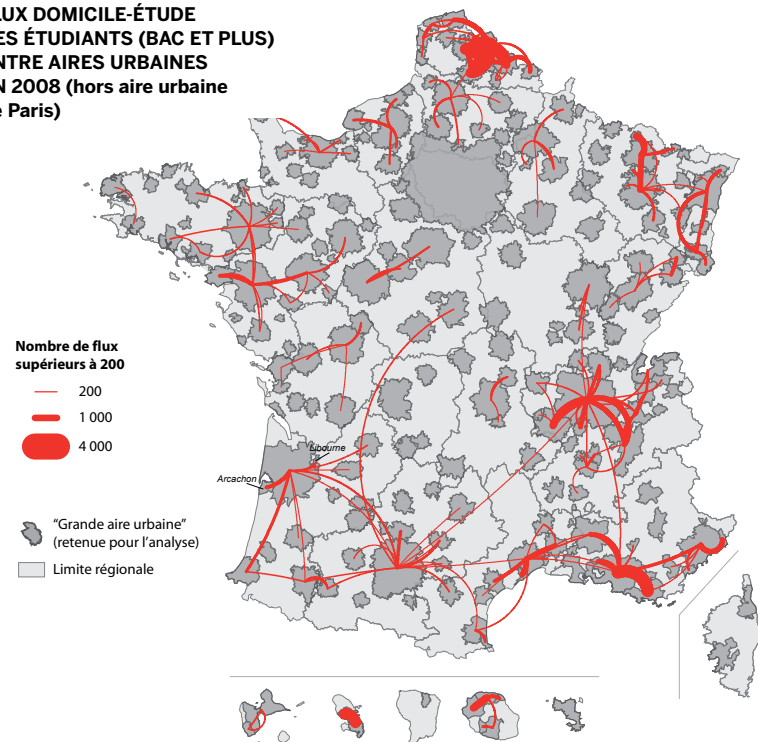 LUX DOMICILE-ÉTUDE
ES ÉTUDIANTS (BAC ET PLUS)
NTRE AIRES URBAINES
N 2008 (hors aire urbaine
e Paris)
Nombre de flux
supérieurs à 200
200
1 000
4 000
Libourne
Arcachon
"Grande aire urbaine"
(retenue pour l'analyse)
Limite régionale